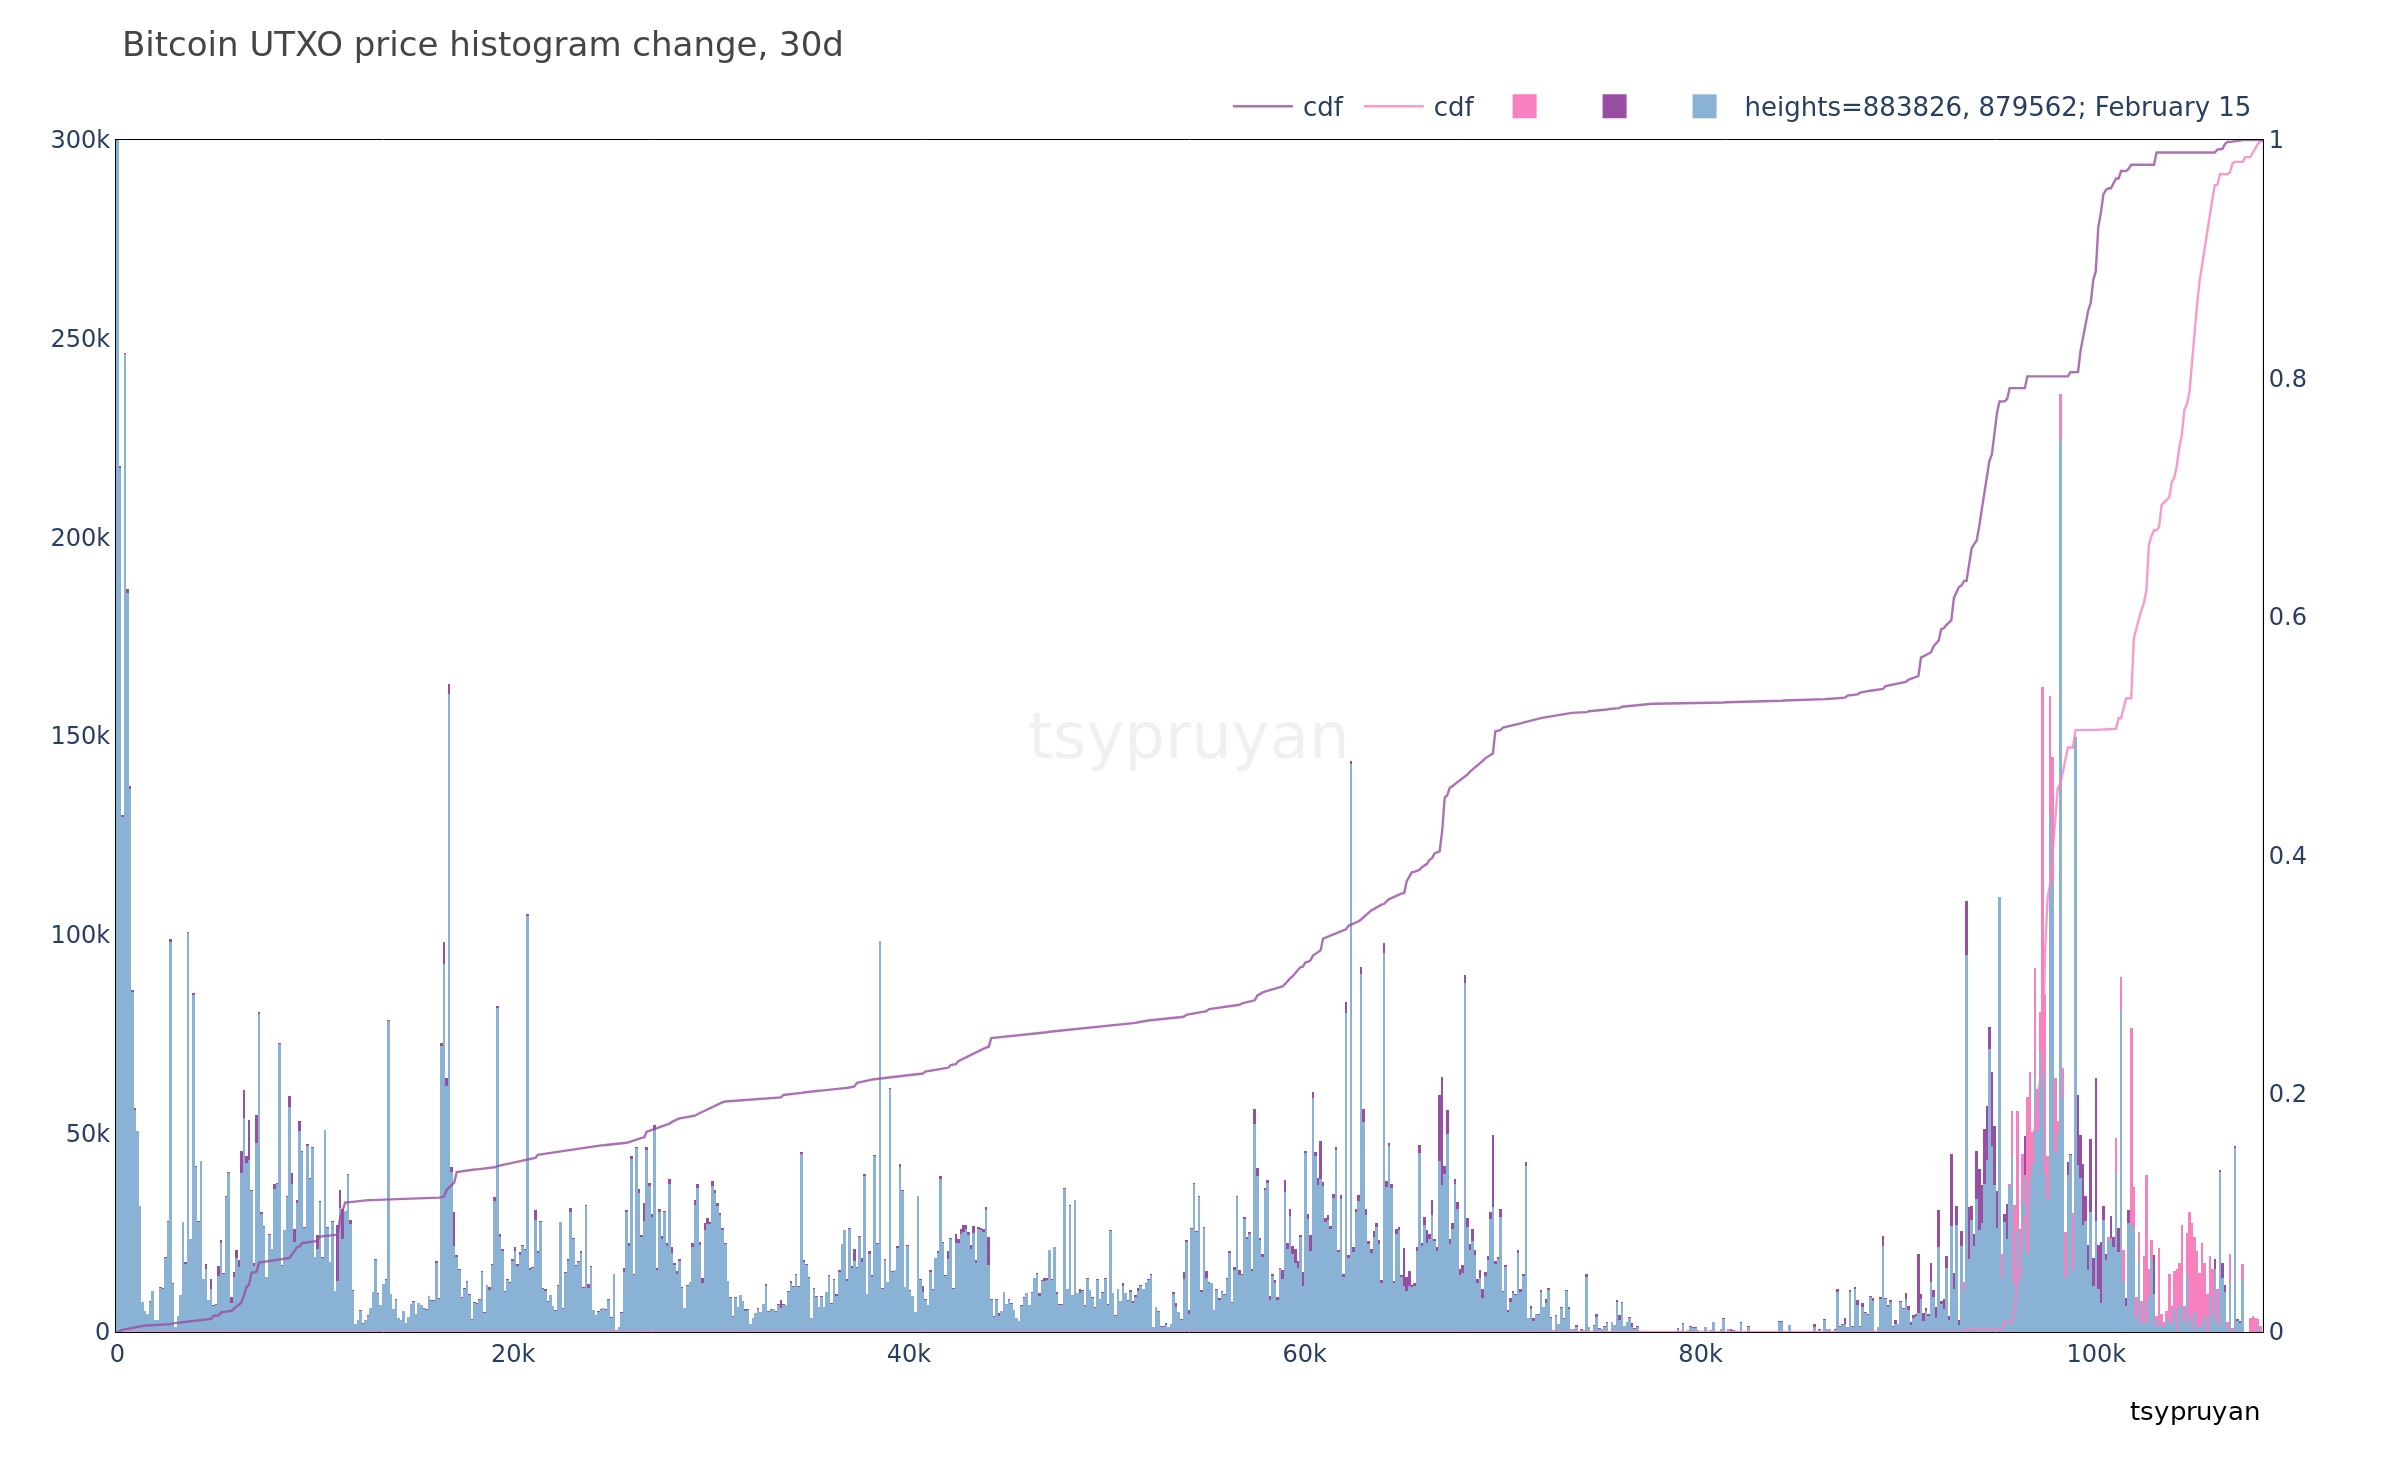 Bitcoin UTXO price histogram change, 30d
cdf cdf heights=883826, 879562; February 15
300k
250k
200k
150k
100k
50k
0
1
0.8
0.6
0.4
0.2
0
tsypruyan
0 20k 40k 60k 80k 100k
tsypruyan